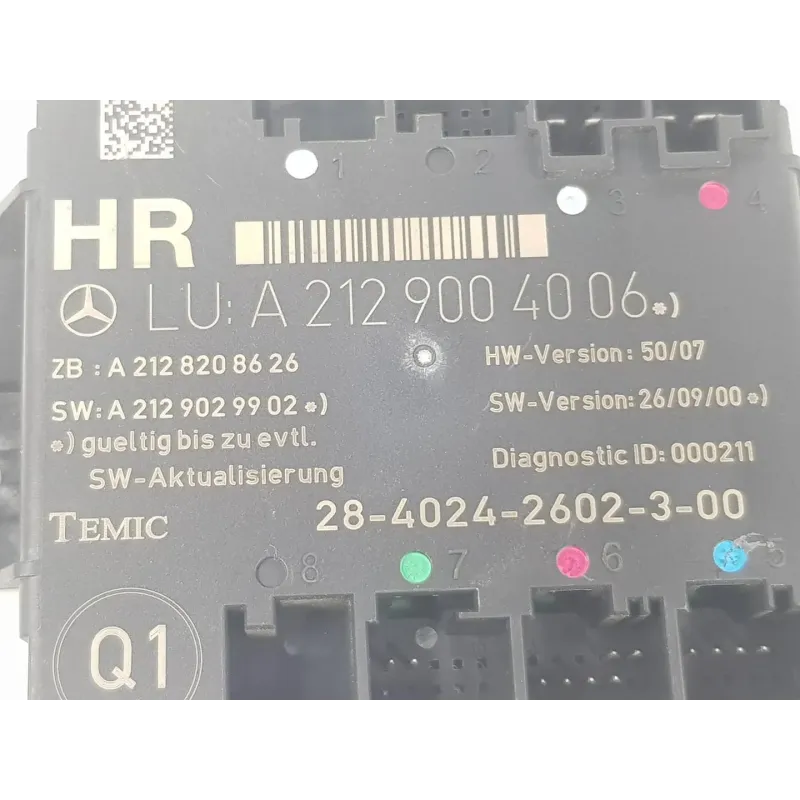 1 2
3 4
HR
LU: A 212 900 40 06 *)
ZB : A 212 820 86 26
HW-Version: 50/07
SW: A 212 902 99 02 *)
SW-Version: 26/09/00 *)
*) gueltig bis zu evtl.
SW-Aktualisierung
Diagnostic ID: 000211
TEMIC
28-4024-2602-3-00
8 7 6 5
Q1